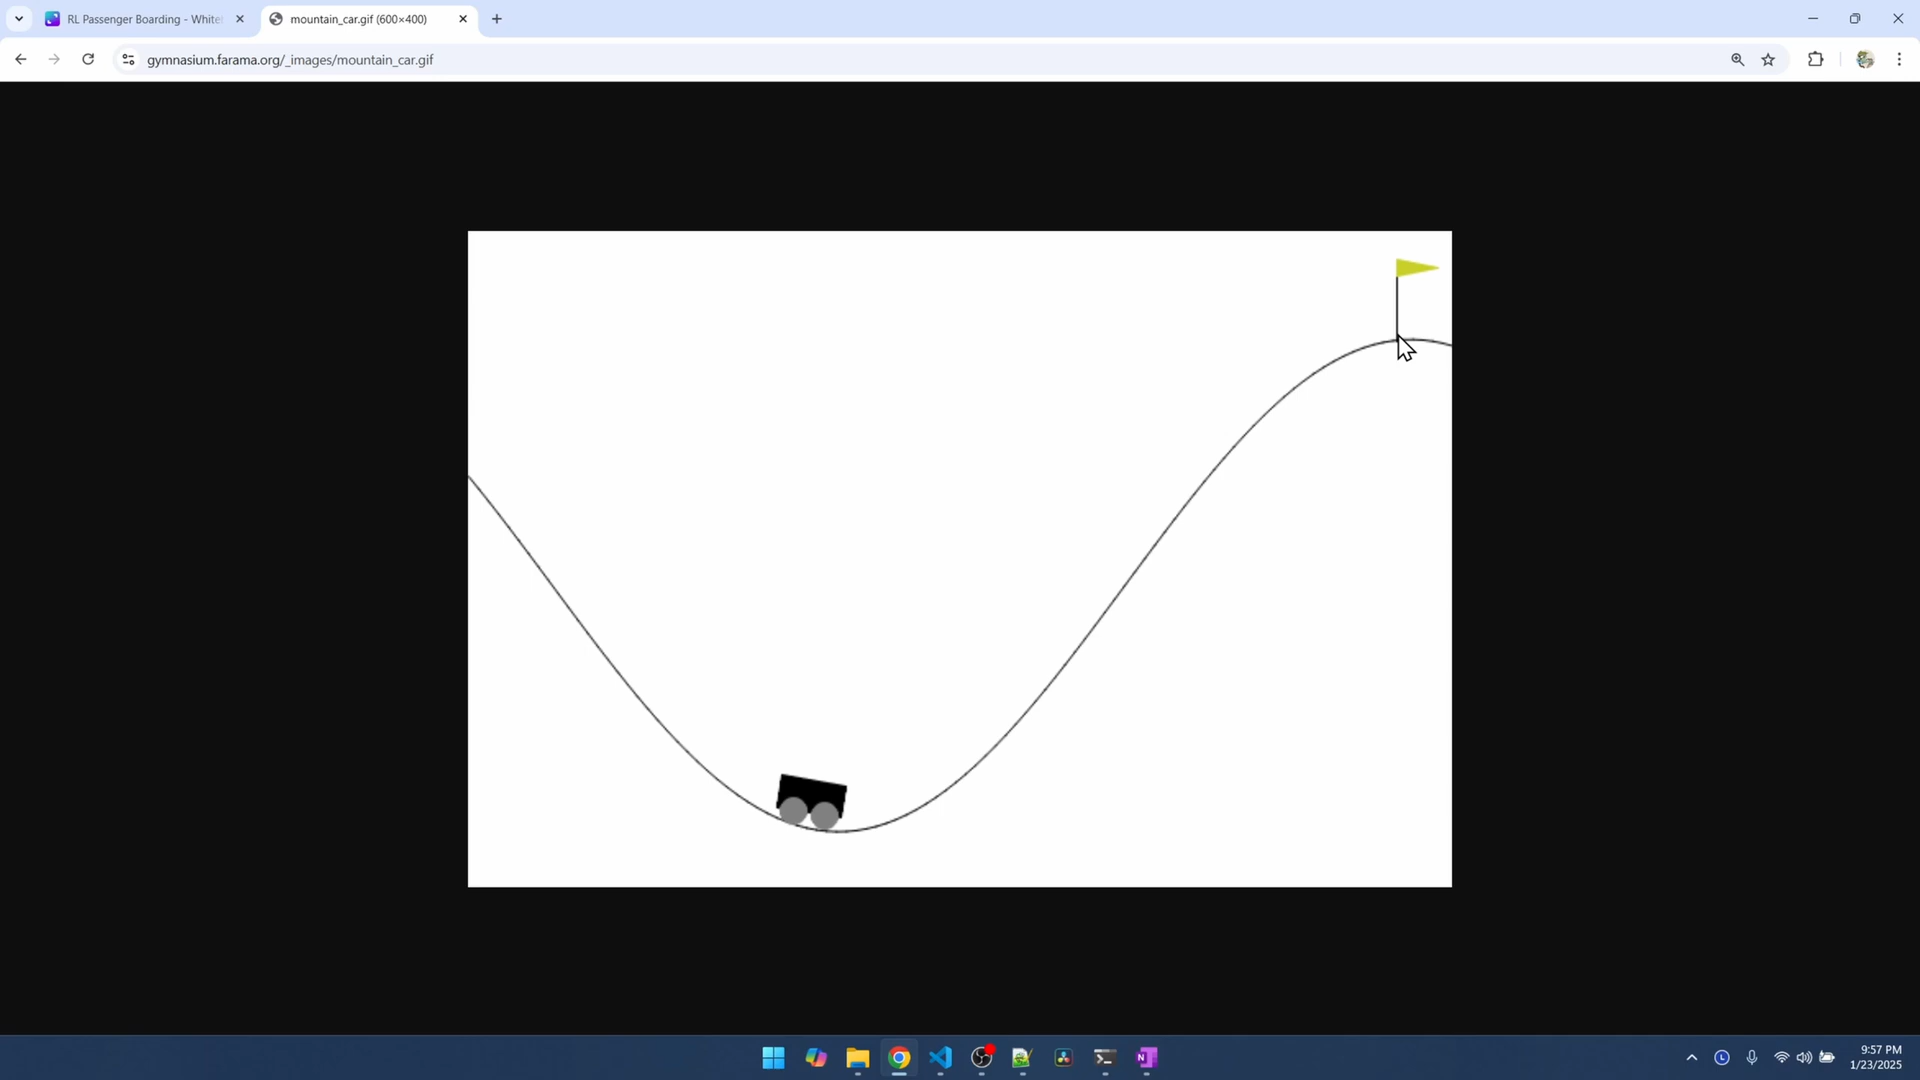 RL Passenger Boarding - White
mountain_car.gif (600×400)
gymnasium.farama.org/_images/mountain_car.gif
9:57 PM
1/23/2025